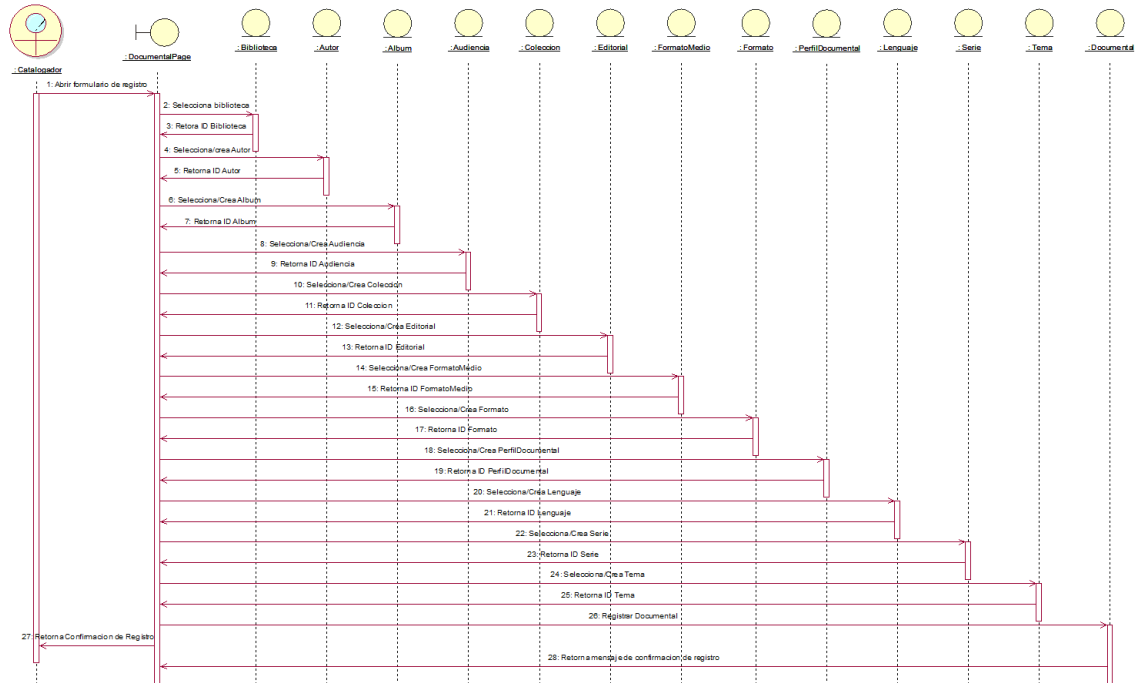 : Catalogador
: DocumentalPage
: Biblioteca
: Autor
: Album
: Audiencia
: Coleccion
: Editorial
: FormatoMedio
: Formato
: PerfilDocumental
: Lenguaje
: Serie
: Tema
: Documental
1: Abrir formulario de registro
2: Selecciona biblioteca
3: Retora ID Biblioteca
4: Selecciona/crea Autor
5: Retorna ID Autor
6: Selecciona/Crea Album
7: Retorna ID Album
8: Selecciona/Crea Audiencia
9: Retorna ID Audiencia
10: Selecciona/Crea Coleccion
11: Retorna ID Coleccion
12: Selecciona/Crea Editorial
13: Retorna ID Editorial
14: Selecciona/Crea FormatoMedio
15: Retorna ID FormatoMedio
16: Selecciona/Crea Formato
17: Retorna ID Formato
18: Selecciona/Crea PerfilDocumental
19: Retorna ID PerfilDocumental
20: Selecciona/Crea Lenguaje
21: Retorna ID Lenguaje
22: Selecciona/Crea Serie
23: Retorna ID Serie
24: Selecciona/Crea Tema
25: Retorna ID Tema
26: Registrar Documental
27: Retorna Confirmacion de Registro
28: Retorna mensaje de confirmacion de registro